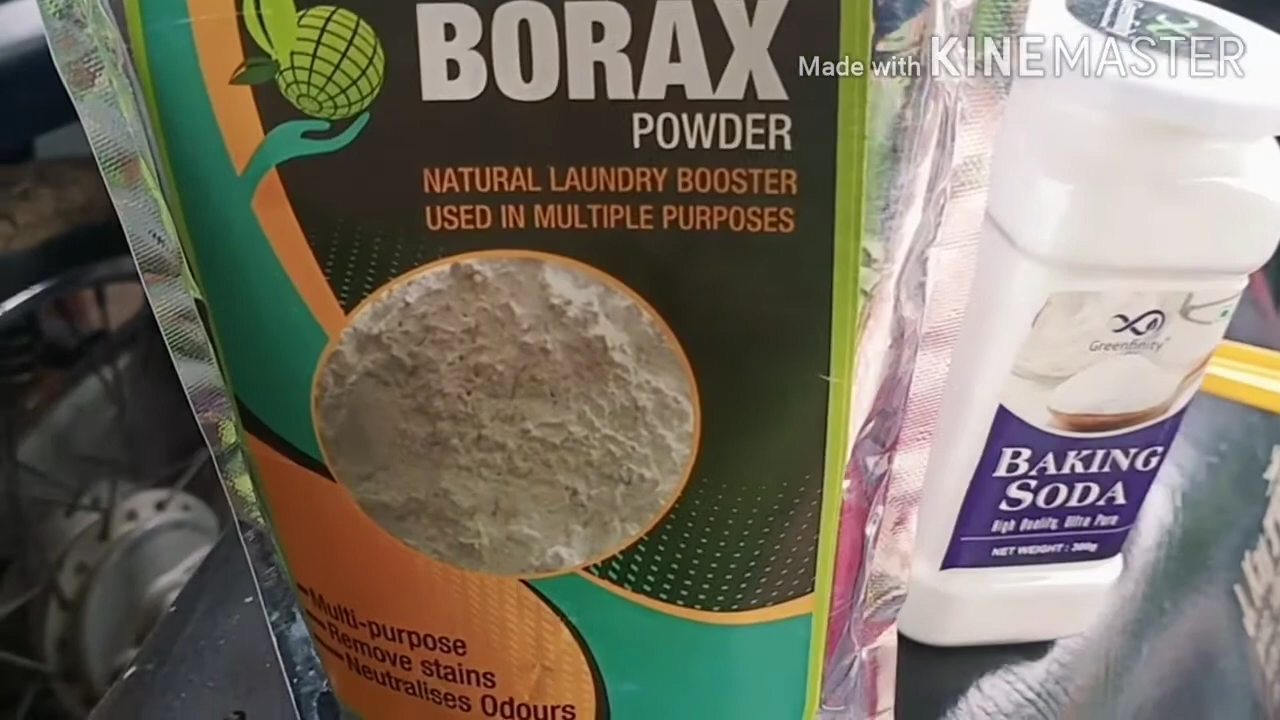 BORAX
POWDER
NATURAL LAUNDRY BOOSTER
USED IN MULTIPLE PURPOSES
Multi-purpose
Remove stains
Neutralises Odours
Made with KINEMASTER
Greenfinity
BAKING
SODA
High Quality, Ultra Pure
NET WEIGHT : 300g